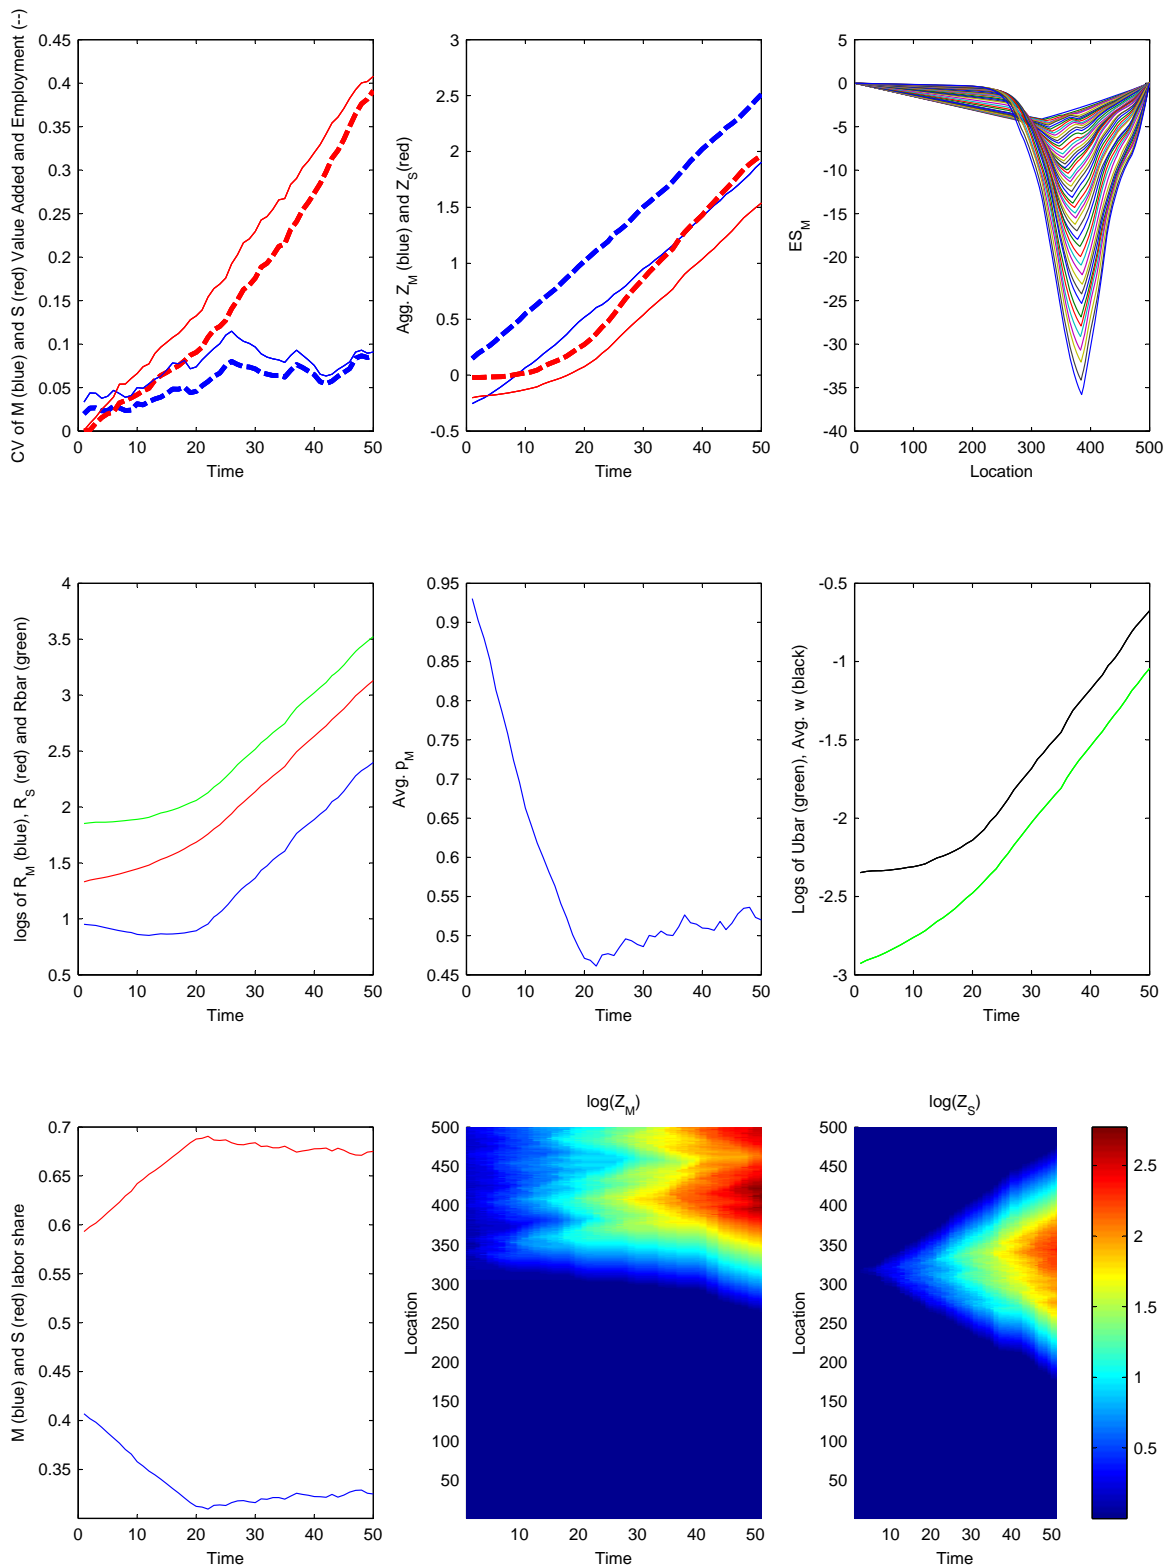 CV of M (blue) and S (red) Value Added and Employment (--)
0.45
0.4
0.35
0.3
0.25
0.2
0.15
0.1
0.05
0
0 10 20 30 40 50
Time
Agg. Z_M (blue) and Z_S(red)
3
2.5
2
1.5
1
0.5
0
-0.5
0 10 20 30 40 50
Time
ES_M
5
0
-5
-10
-15
-20
-25
-30
-35
-40
0 100 200 300 400 500
Location
logs of R_M (blue), R_S (red) and Rbar (green)
4
3.5
3
2.5
2
1.5
1
0.5
0 10 20 30 40 50
Time
Avg. p_M
0.95
0.9
0.85
0.8
0.75
0.7
0.65
0.6
0.55
0.5
0.45
0 10 20 30 40 50
Time
Logs of Ubar (green), Avg. w (black)
-0.5
-1
-1.5
-2
-2.5
-3
0 10 20 30 40 50
Time
M (blue) and S (red) labor share
0.7
0.65
0.6
0.55
0.5
0.45
0.4
0.35
0 10 20 30 40 50
Time
log(Z_M)
Location
500
450
400
350
300
250
200
150
100
50
10 20 30 40 50
Time
log(Z_S)
Location
500
450
400
350
300
250
200
150
100
50
10 20 30 40 50
Time
2.5
2
1.5
1
0.5